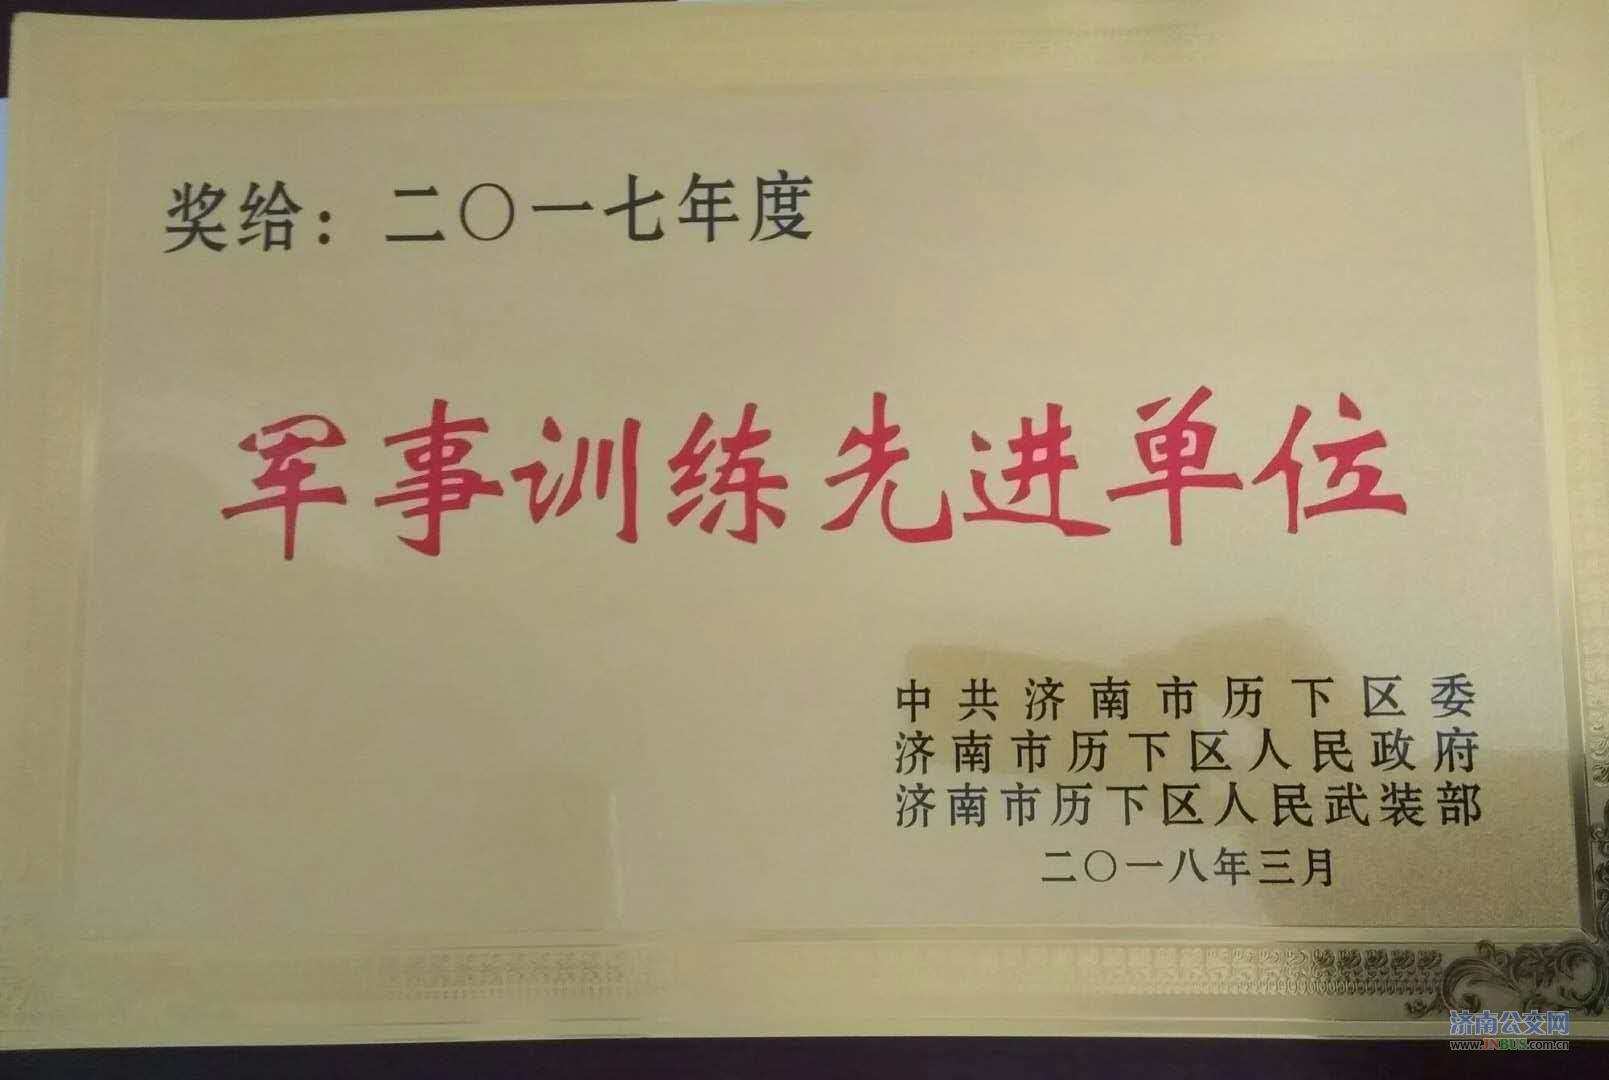 奖给：二〇一七年度
军事训练先进单位
中共济南市历下区委
济南市历下区人民政府
济南市历下区人民武装部
二〇一八年三月
济南公交网
www.JNBUS.com.cn